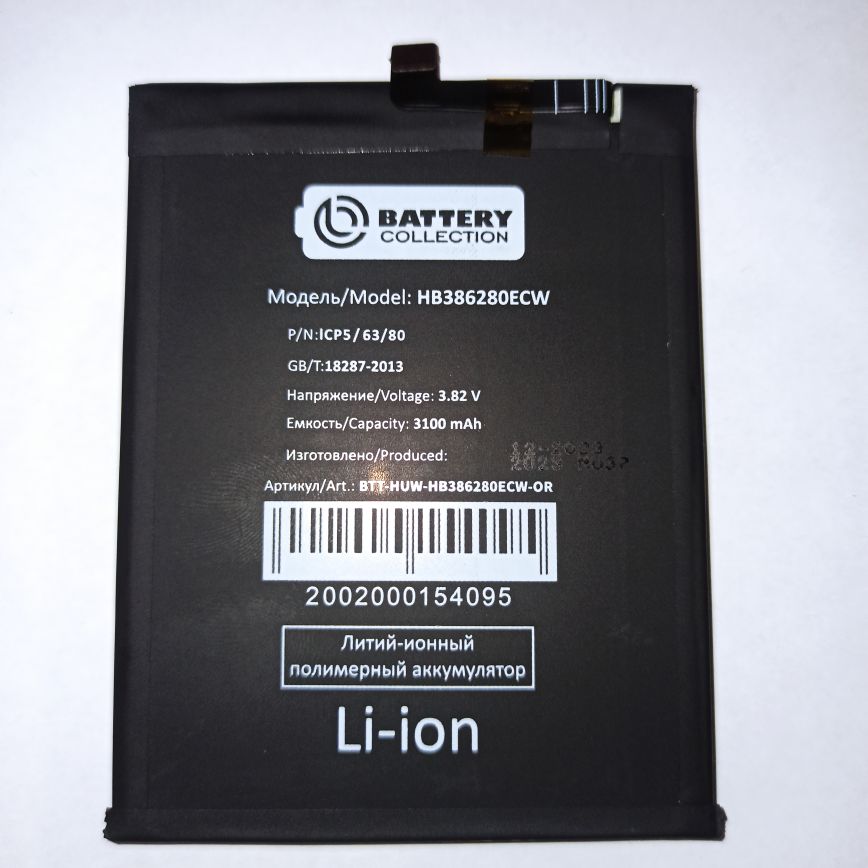 BATTERY
COLLECTION
Модель/Model: HB386280ECW
P/N:ICP5/63/80
GB/T:18287-2013
Напряжение/Voltage: 3.82 V
Емкость/Capacity: 3100 mAh
Изготовлено/Produced:
Артикул/Art.: BTT-HUW-HB386280ECW-OR
2002000154095
Литий-ионный
полимерный аккумулятор
Li-ion